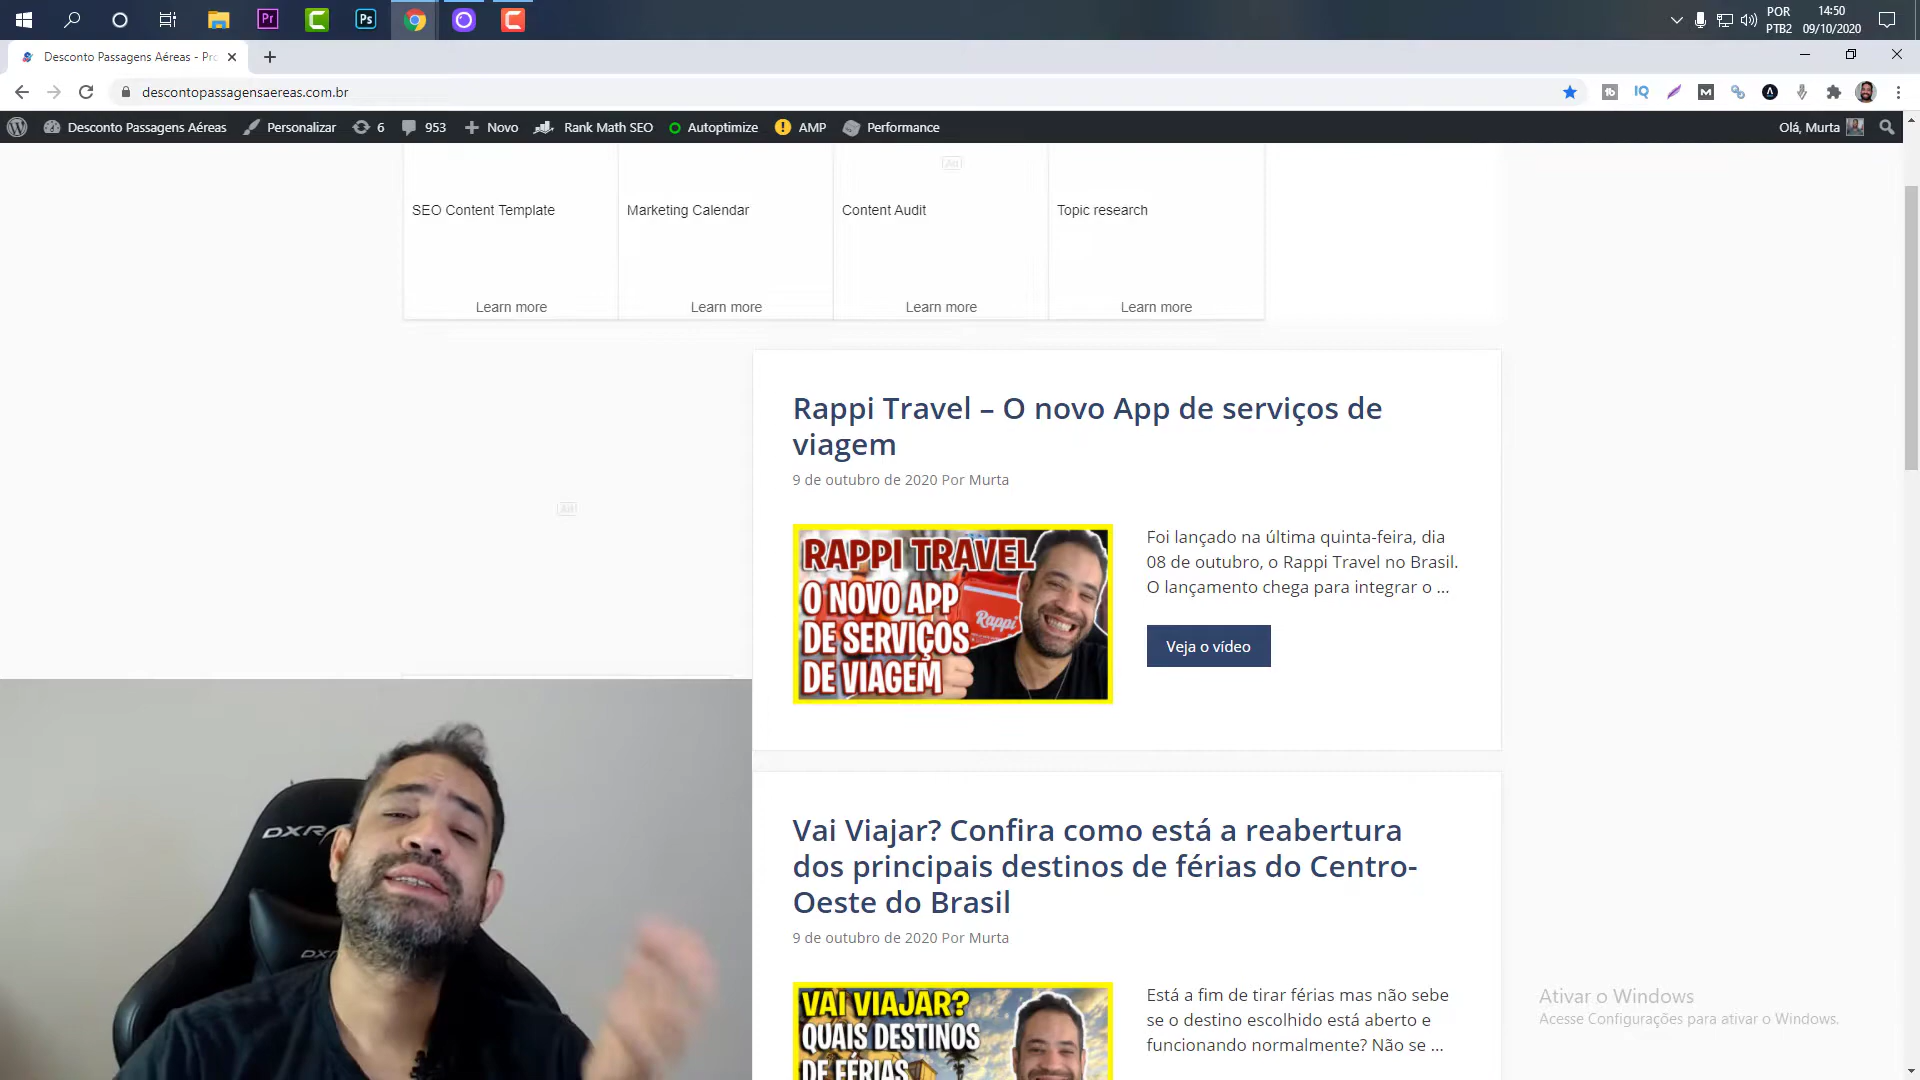 POR
14:50
PTB2
09/10/2020
Desconto Passagens Aéreas - Pro
descontopassagensaereas.com.br
Desconto Passagens Aéreas
Personalizar
6
953
Novo
Rank Math SEO
Autoptimize
AMP
Performance
Olá, Murta
Ad
SEO Content Template
Marketing Calendar
Content Audit
Topic research
Learn more
Learn more
Learn more
Learn more
Rappi Travel – O novo App de serviços de
viagem
9 de outubro de 2020 Por Murta
Ad
RAPPI TRAVEL
O NOVO APP
DE SERVIÇOS
DE VIAGEM
Rappi
Foi lançado na última quinta-feira, dia
08 de outubro, o Rappi Travel no Brasil.
O lançamento chega para integrar o ...
Veja o vídeo
Vai Viajar? Confira como está a reabertura
dos principais destinos de férias do Centro-
Oeste do Brasil
9 de outubro de 2020 Por Murta
VAI VIAJAR?
QUAIS DESTINOS
DE FÉRIAS
Está a fim de tirar férias mas não sebe
se o destino escolhido está aberto e
funcionando normalmente? Não se ...
DXR
DXR
Ativar o Windows
Acesse Configurações para ativar o Windows.